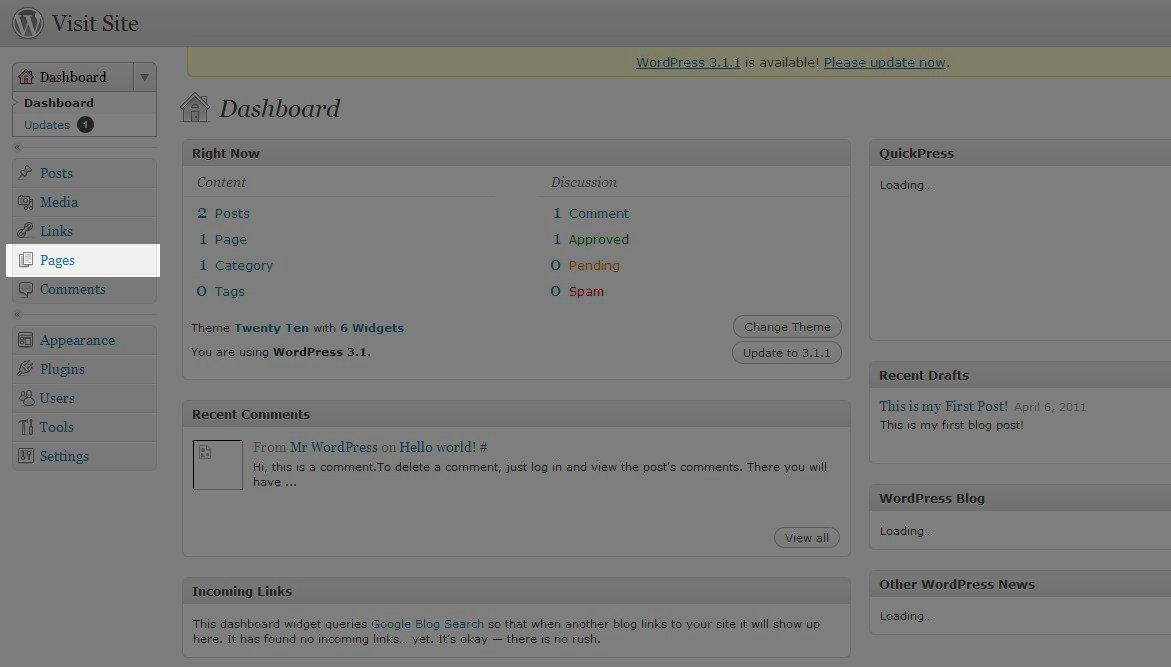 Visit Site
WordPress 3.1.1 is available! Please update now.
Dashboard
Dashboard
Updates 1
Posts
Media
Links
Pages
Comments
Appearance
Plugins
Users
Tools
Settings
Dashboard
Right Now
Content
2 Posts
1 Page
1 Category
0 Tags
Discussion
1 Comment
1 Approved
0 Pending
0 Spam
Theme Twenty Ten with 6 Widgets
Change Theme
You are using WordPress 3.1.
Update to 3.1.1
Recent Comments
From Mr WordPress on Hello world! #
Hi, this is a comment.To delete a comment, just log in and view the post's comments. There you will
have ...
View all
Incoming Links
This dashboard widget queries Google Blog Search so that when another blog links to your site it will show up
here. It has found no incoming links… yet. It's okay — there is no rush.
QuickPress
Loading…
Recent Drafts
This is my First Post! April 6, 2011
This is my first blog post!
WordPress Blog
Loading…
Other WordPress News
Loading…